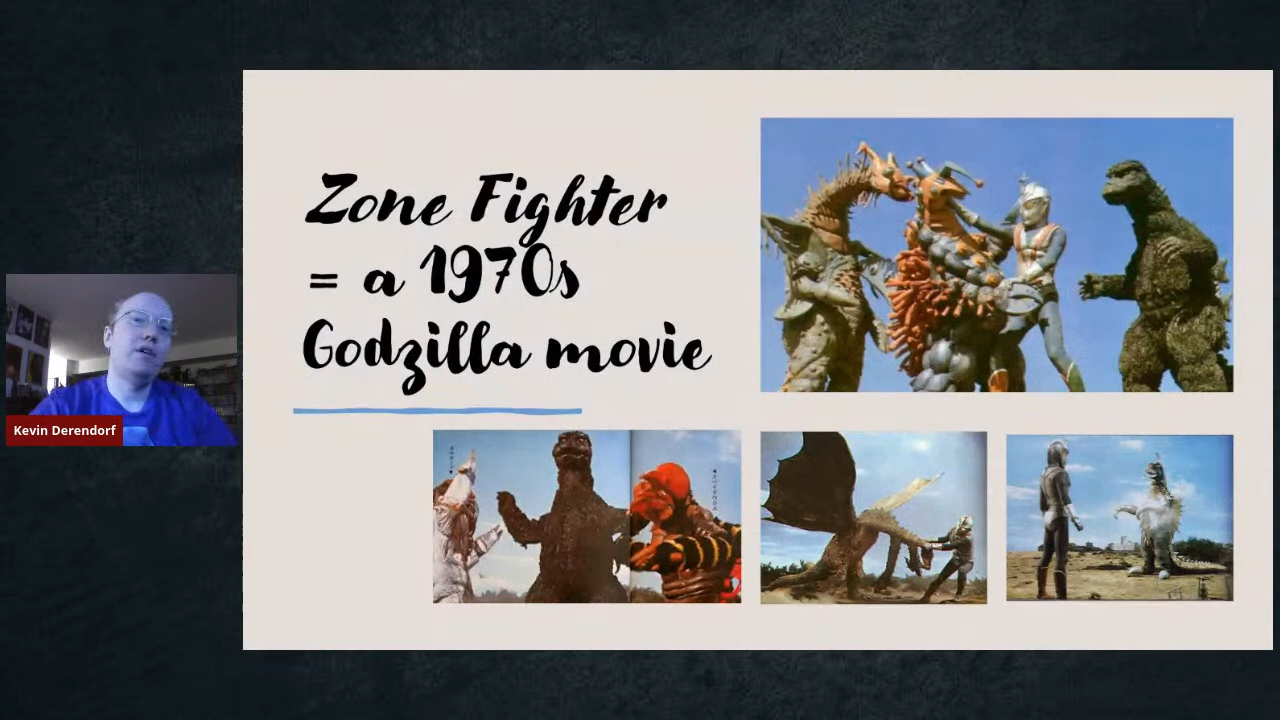 Zone Fighter
= a 1970s
Godzilla movie
Kevin Derendorf